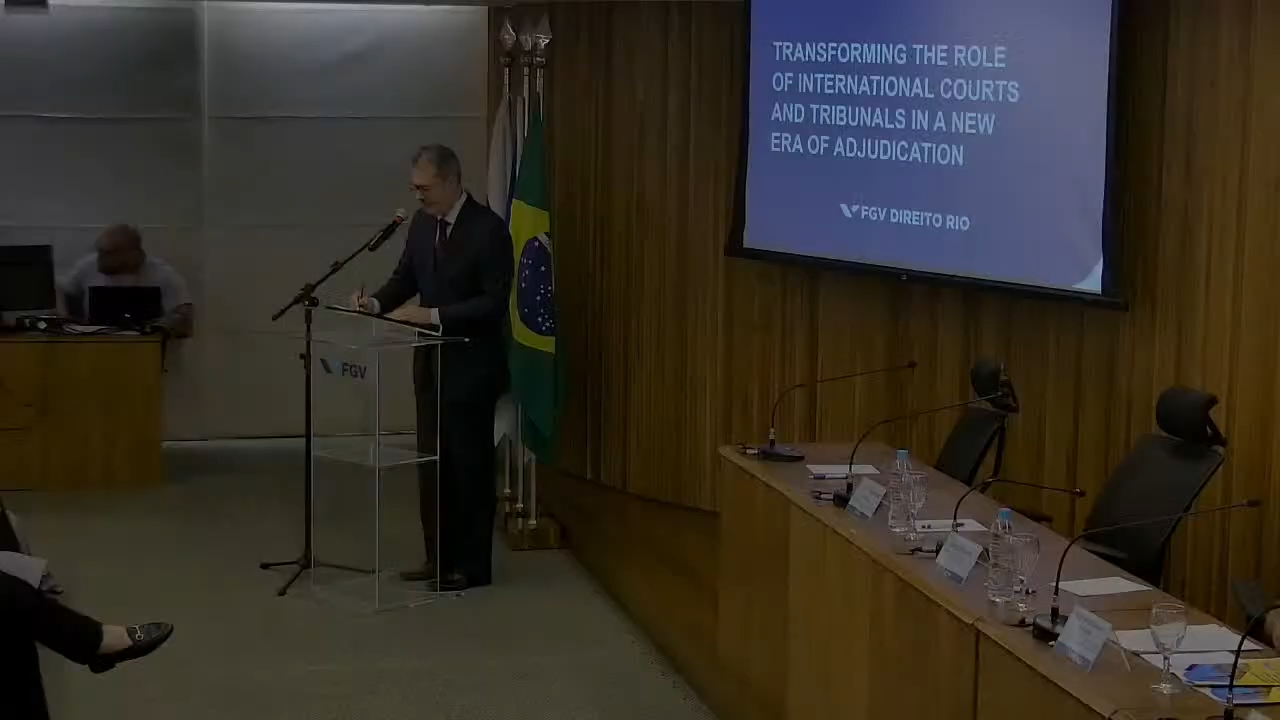 TRANSFORMING THE ROLE
OF INTERNATIONAL COURTS
AND TRIBUNALS IN A NEW
ERA OF ADJUDICATION
FGV DIREITO RIO
FGV